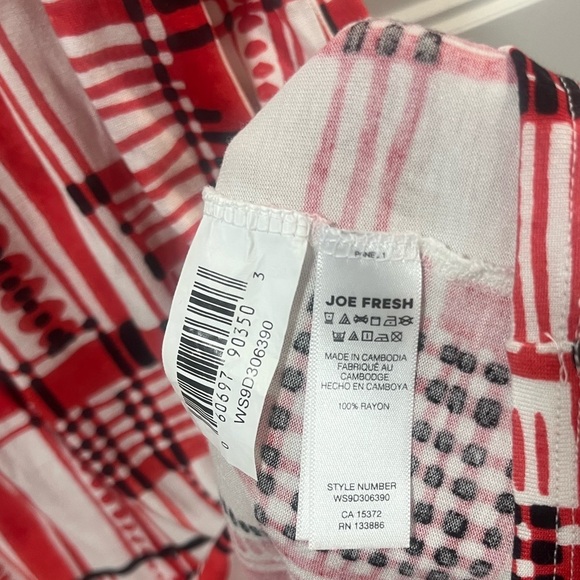 JOE FRESH
MADE IN CAMBODIA
FABRIQUÉ AU
CAMBODGE
HECHO EN CAMBOYA
100% RAYON
STYLE NUMBER
WS9D306390
CA 15372
RN 133886
0 60697 90350 3
WS9D306390